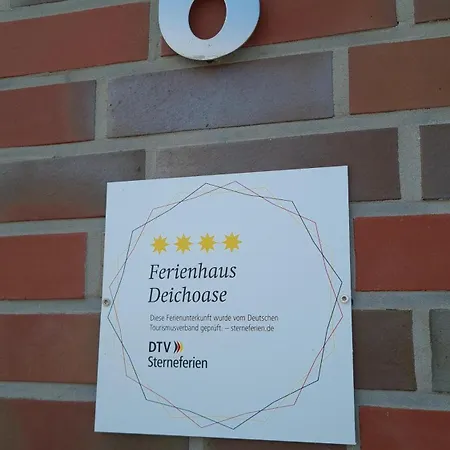 Ferienhaus
Deichoase
Diese Ferienunterkunft wurde vom Deutschen
Tourismusverband geprüft. – sterneferien.de
DTV
Sterneferien